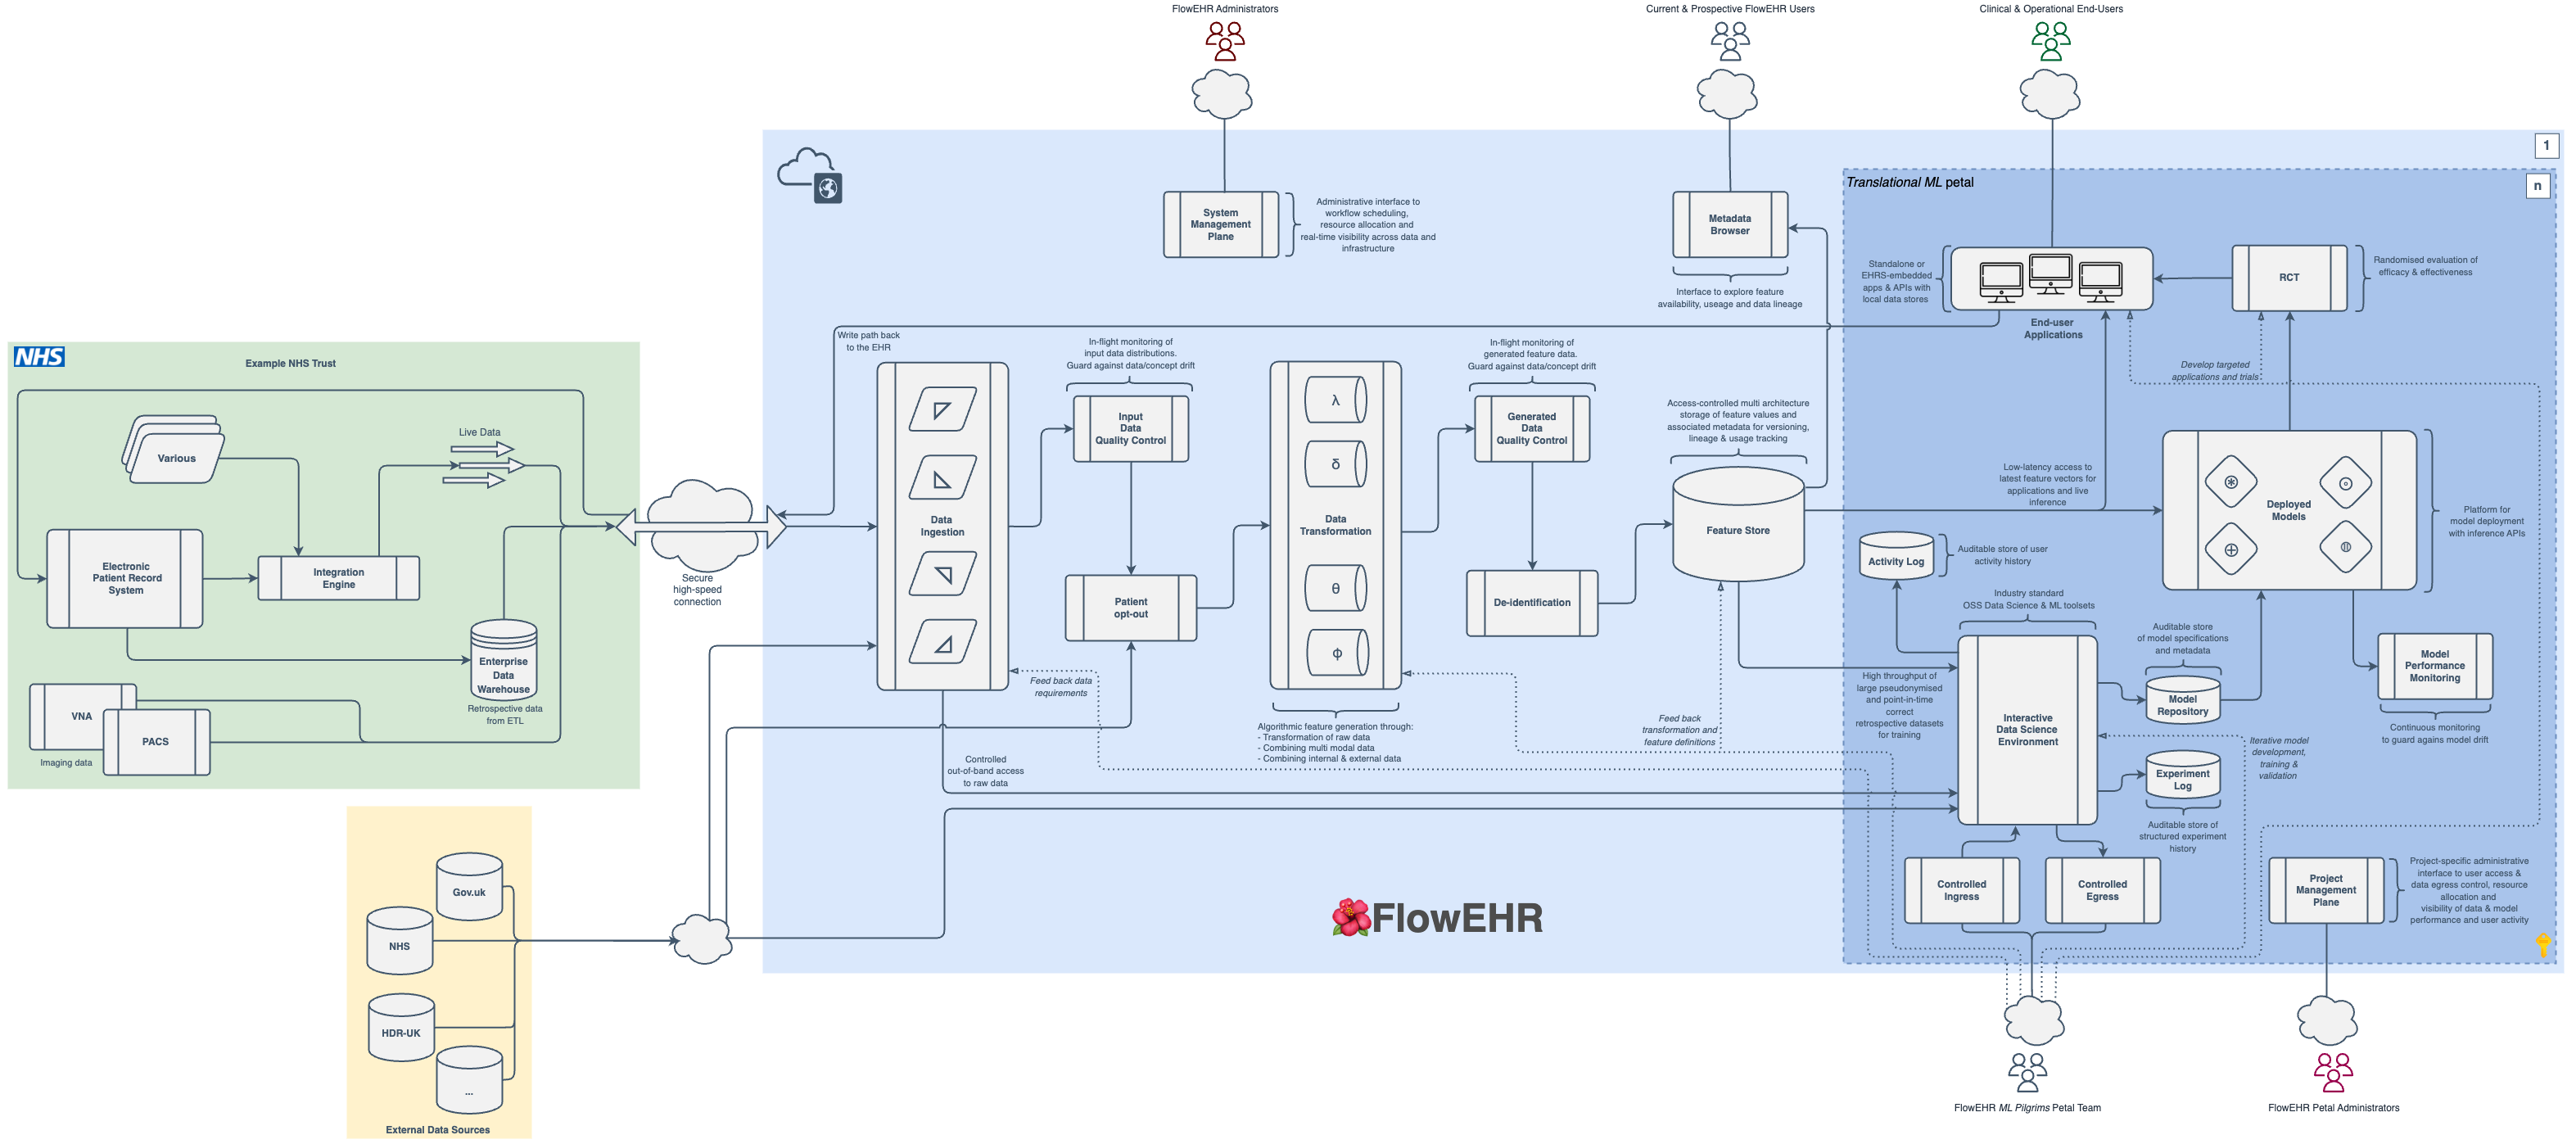 FlowEHR Administrators
Current & Prospective FlowEHR Users
Clinical & Operational End-Users
1
n
Translational ML petal
System
Management
Plane
Administrative interface to
workflow scheduling,
resource allocation and
real-time visibility across data and
infrastructure
Metadata
Browser
Interface to explore feature
availability, useage and data lineage
Standalone or
EHRS-embedded
apps & APIs with
local data stores
End-user
Applications
RCT
Randomised evaluation of
efficacy & effectiveness
Develop targeted
applications and trials
NHS
Example NHS Trust
Various
Live Data
Electronic
Patient Record
System
Integration
Engine
Enterprise
Data
Warehouse
Retrospective data
from ETL
VNA
PACS
Imaging data
Secure
high-speed
connection
Write path back
to the EHR
Data
Ingestion
In-flight monitoring of
input data distributions.
Guard against data/concept drift
Input
Data
Quality Control
Patient
opt-out
Feed back data
requirements
Controlled
out-of-band access
to raw data
λ
δ
Data
Transformation
θ
ϕ
Algorithmic feature generation through:
- Transformation of raw data
- Combining multi modal data
- Combining internal & external data
In-flight monitoring of
generated feature data.
Guard against data/concept drift
Generated
Data
Quality Control
De-identification
Access-controlled multi architecture
storage of feature values and
associated metadata for versioning,
lineage & usage tracking
Feature Store
Feed back
transformation and
feature definitions
Low-latency access to
latest feature vectors for
applications and live
inference
Deployed
Models
Platform for
model deployment
with inference APIs
Activity Log
Auditable store of user
activity history
Industry standard
OSS Data Science & ML toolsets
High throughput of
large pseudonymised
and point-in-time
correct
retrospective datasets
for training
Interactive
Data Science
Environment
Auditable store
of model specifications
and metadata
Model
Repository
Model
Performance
Monitoring
Continuous monitoring
to guard agains model drift
Iterative model
development,
training &
validation
Experiment
Log
Auditable store of
structured experiment
history
Controlled
Ingress
Controlled
Egress
Project
Management
Plane
Project-specific administrative
interface to user access &
data egress control, resource
allocation and
visibility of data & model
performance and user activity
FlowEHR
Gov.uk
NHS
HDR-UK
...
External Data Sources
FlowEHR ML Pilgrims Petal Team
FlowEHR Petal Administrators